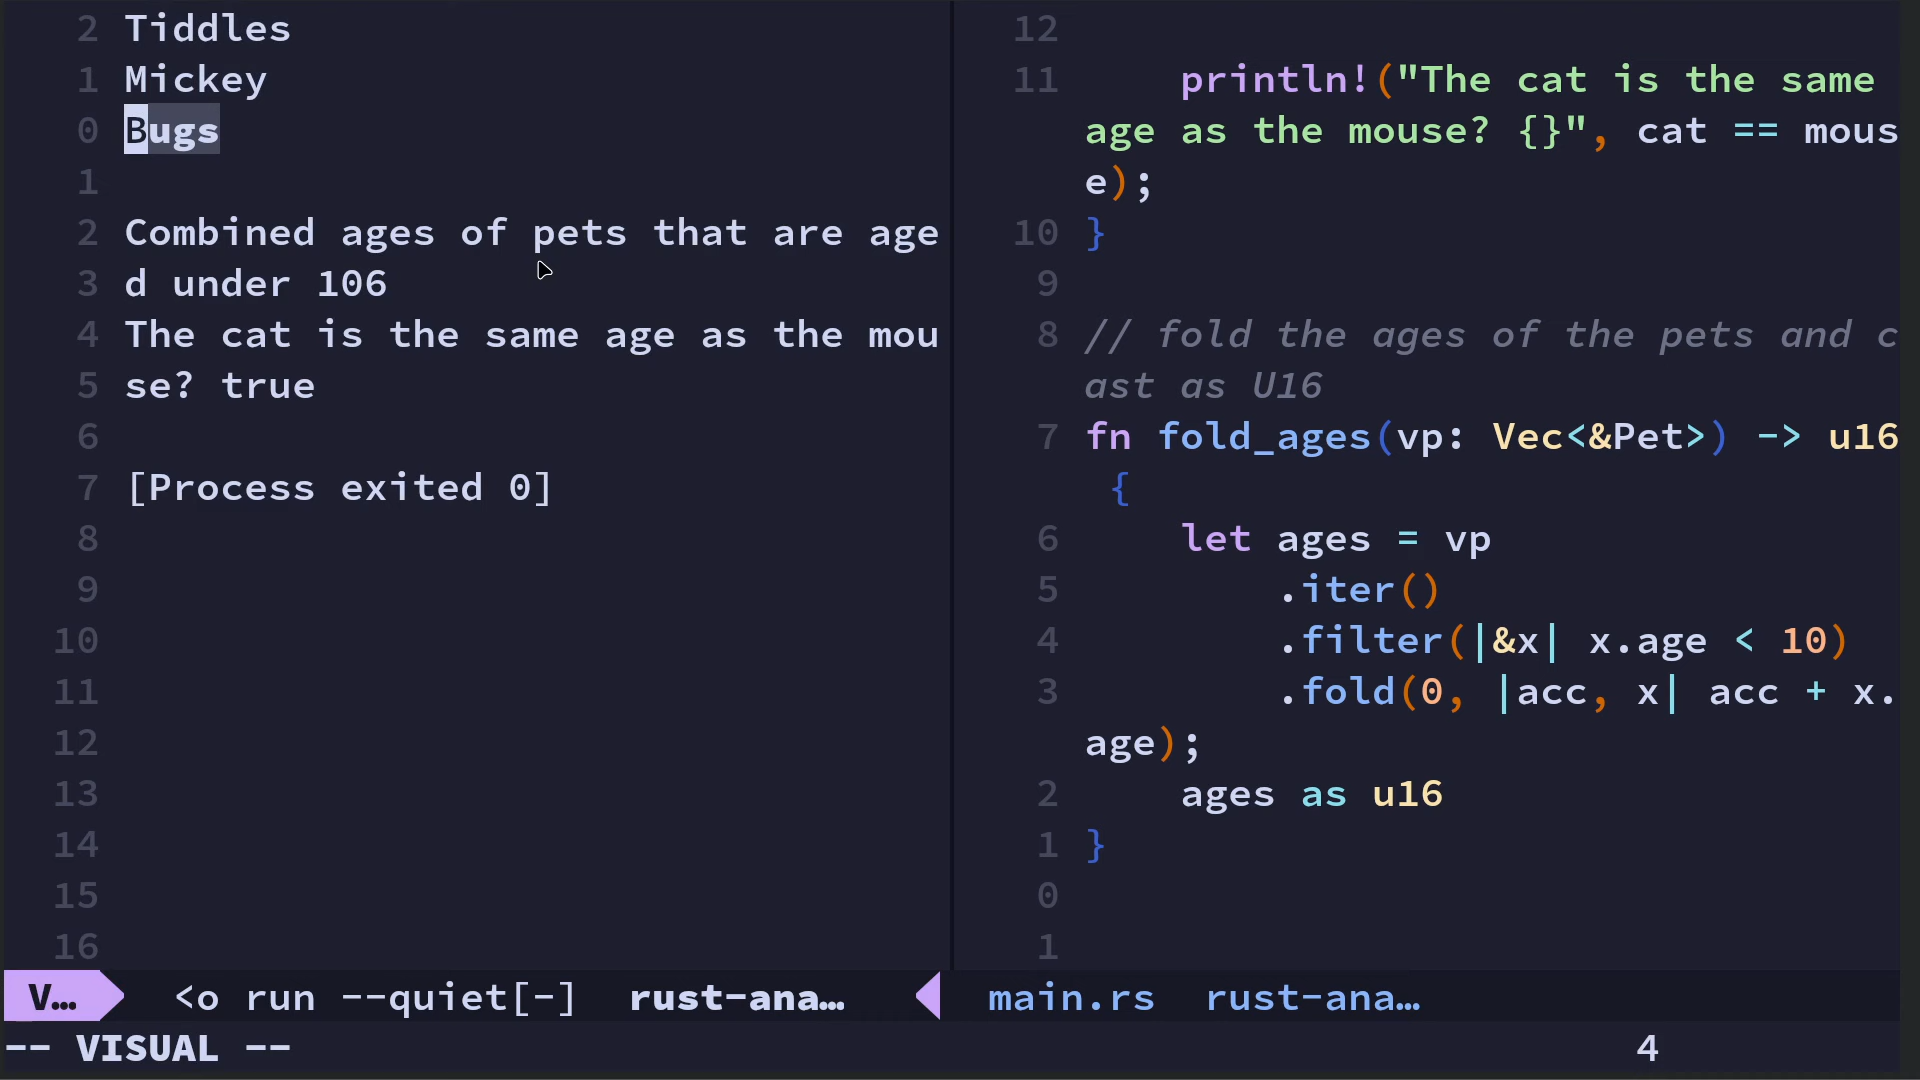 2 Tiddles
1 Mickey
0 Bugs
1
2 Combined ages of pets that are age
3 d under 106
4 The cat is the same age as the mou
5 se? true
6
7 [Process exited 0]
8
9
10
11
12
13
14
15
16
12
11     println!("The cat is the same
age as the mouse? {}", cat == mous
e);
10 }
9
8 // fold the ages of the pets and c
ast as U16
7 fn fold_ages(vp: Vec<&Pet>) -> u16
 {
6     let ages = vp
5         .iter()
4         .filter(|&x| x.age < 10)
3         .fold(0, |acc, x| acc + x.
age);
2     ages as u16
1 }
0
1
V… <o run --quiet[-] rust-ana… main.rs rust-ana…
-- VISUAL -- 4